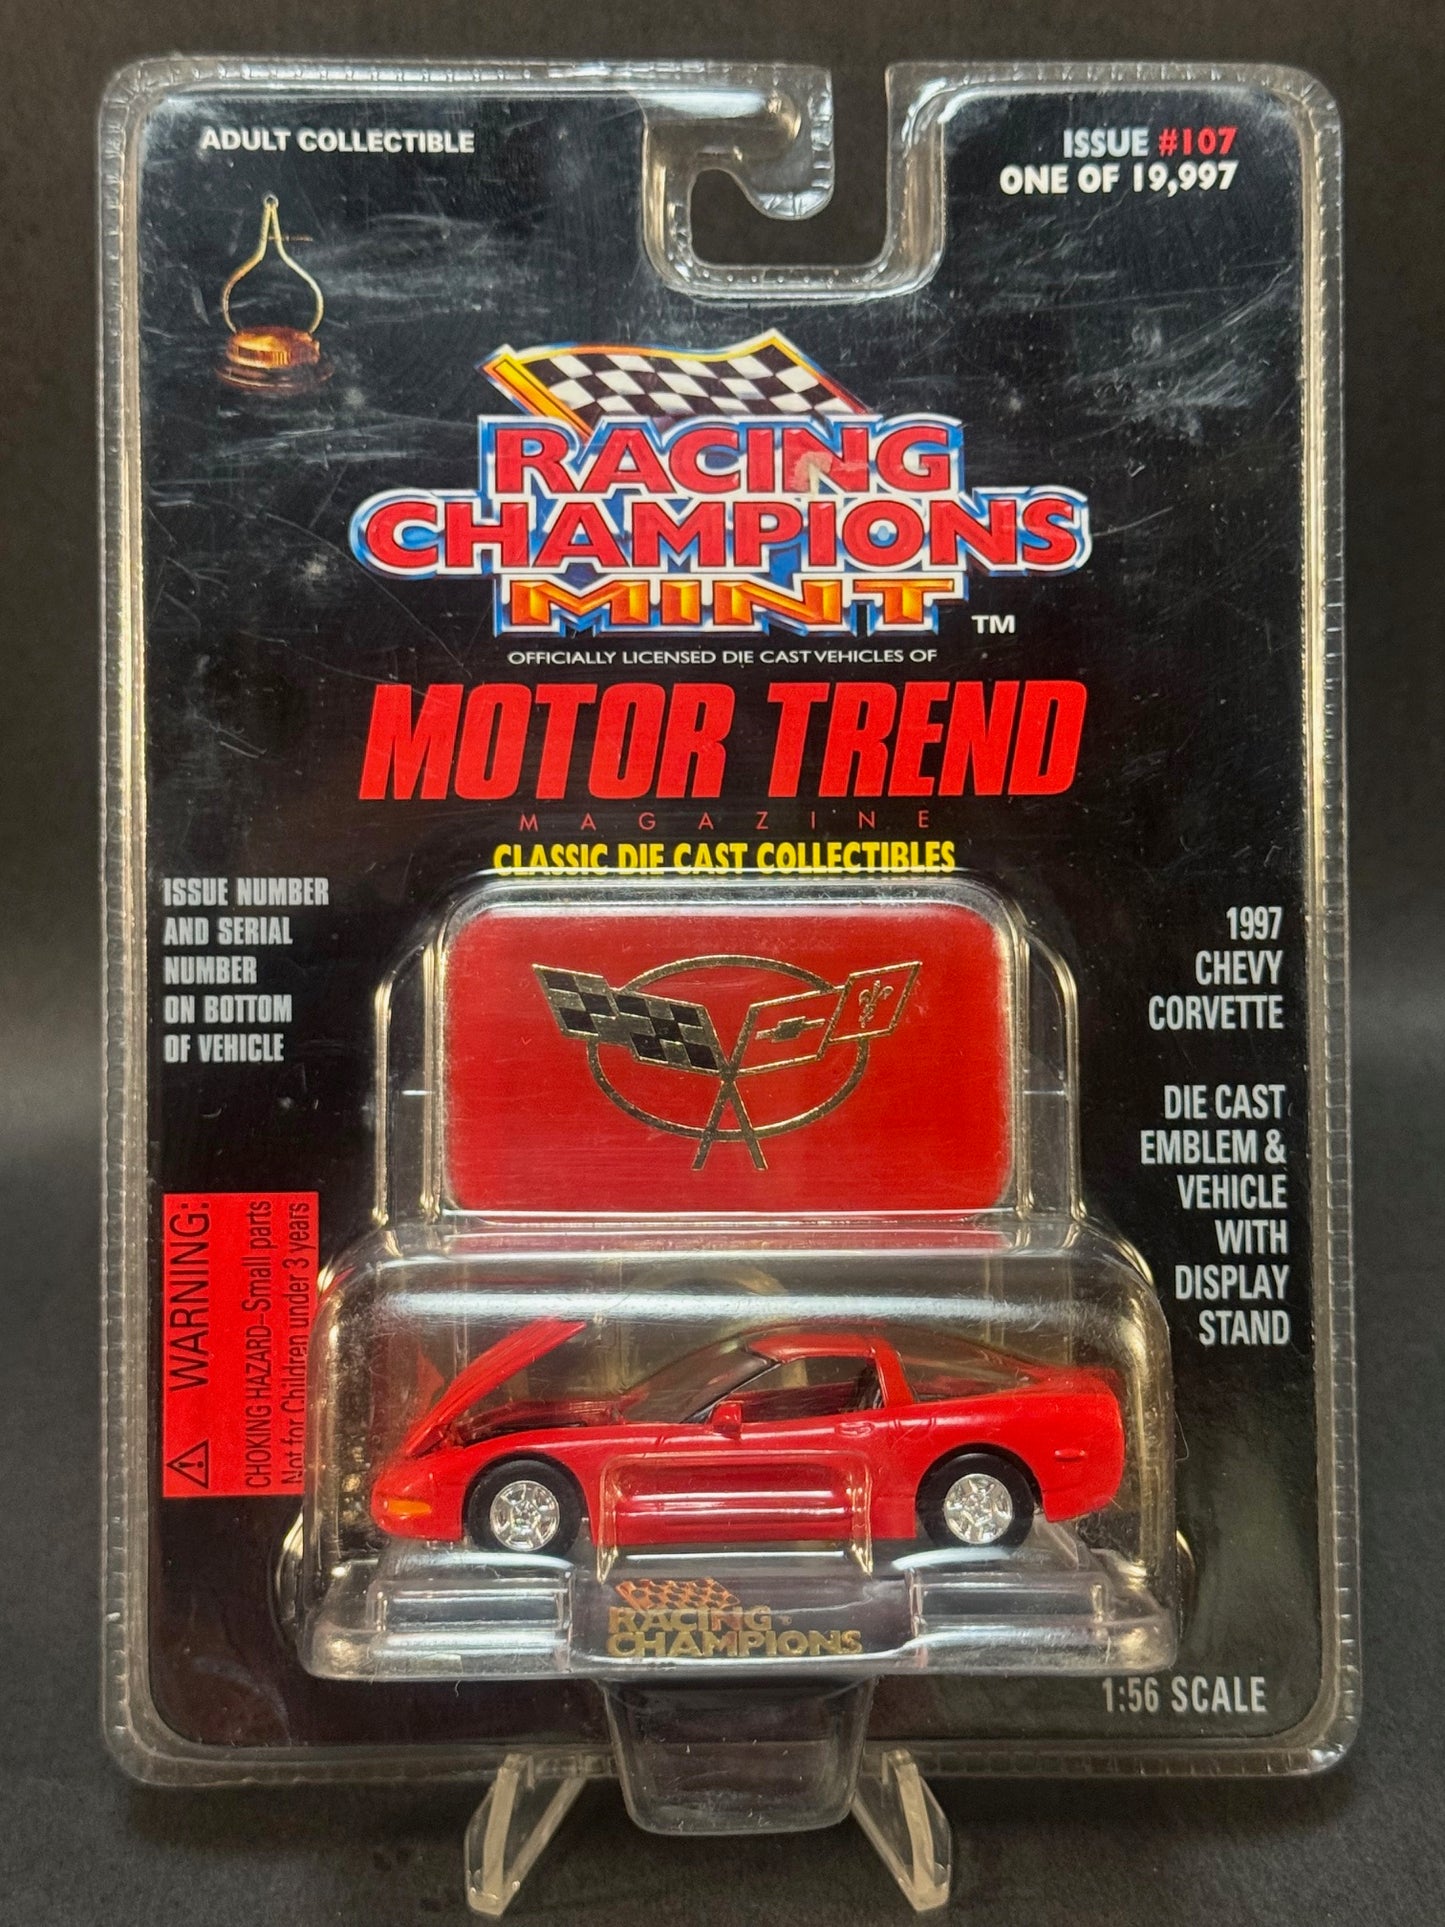 ADULT COLLECTIBLE
ISSUE #107
ONE OF 19,997
RACING
CHAMPIONS
MINT TM
OFFICIALLY LICENSED DIE CAST VEHICLES OF
MOTOR TREND
MAGAZINE
CLASSIC DIE CAST COLLECTIBLES
ISSUE NUMBER
AND SERIAL
NUMBER
ON BOTTOM
OF VEHICLE
1997
CHEVY
CORVETTE
DIE CAST
EMBLEM &
VEHICLE
WITH
DISPLAY
STAND
WARNING:
CHOKING HAZARD-Small parts
Not for Children under 3 years
RACING
CHAMPIONS
1:56 SCALE